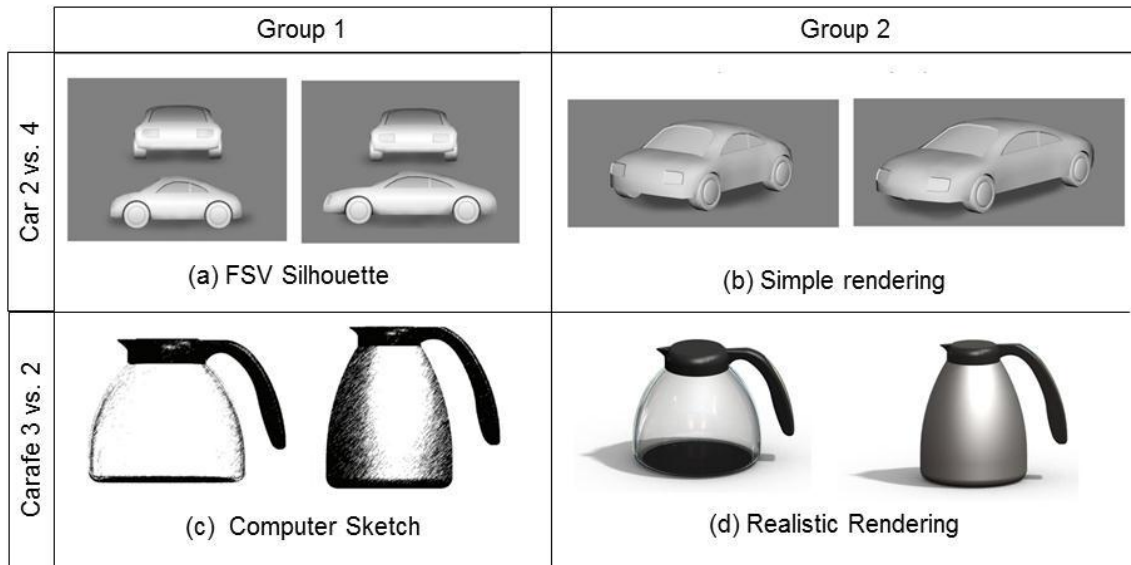 Group 1
Group 2
Car 2 vs. 4
(a) FSV Silhouette
(b) Simple rendering
Carafe 3 vs. 2
(c) Computer Sketch
(d) Realistic Rendering